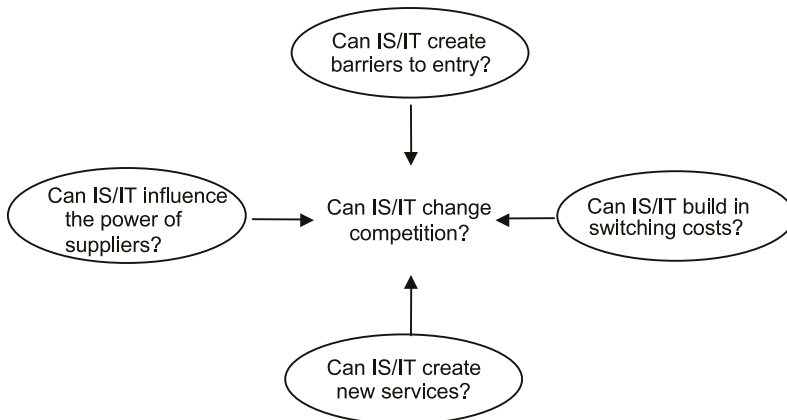 Can IS/IT create
barriers to entry?
Can IS/IT influence
the power of
suppliers?
Can IS/IT change
competition?
Can IS/IT build in
switching costs?
Can IS/IT create
new services?